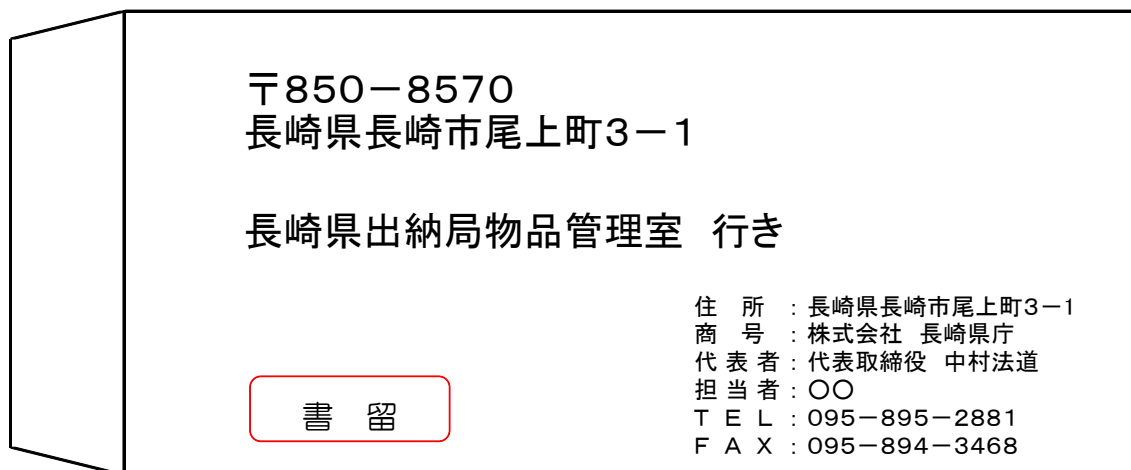 〒850－8570
長崎県長崎市尾上町3－1
長崎県出納局物品管理室　行き
住　所　：長崎県長崎市尾上町3－1
商　号　：株式会社　長崎県庁
代 表 者：代表取締役　中村法道
担 当 者：○○
Ｔ Ｅ Ｌ：095－895－2881
Ｆ Ａ Ｘ：095－894－3468
書　留